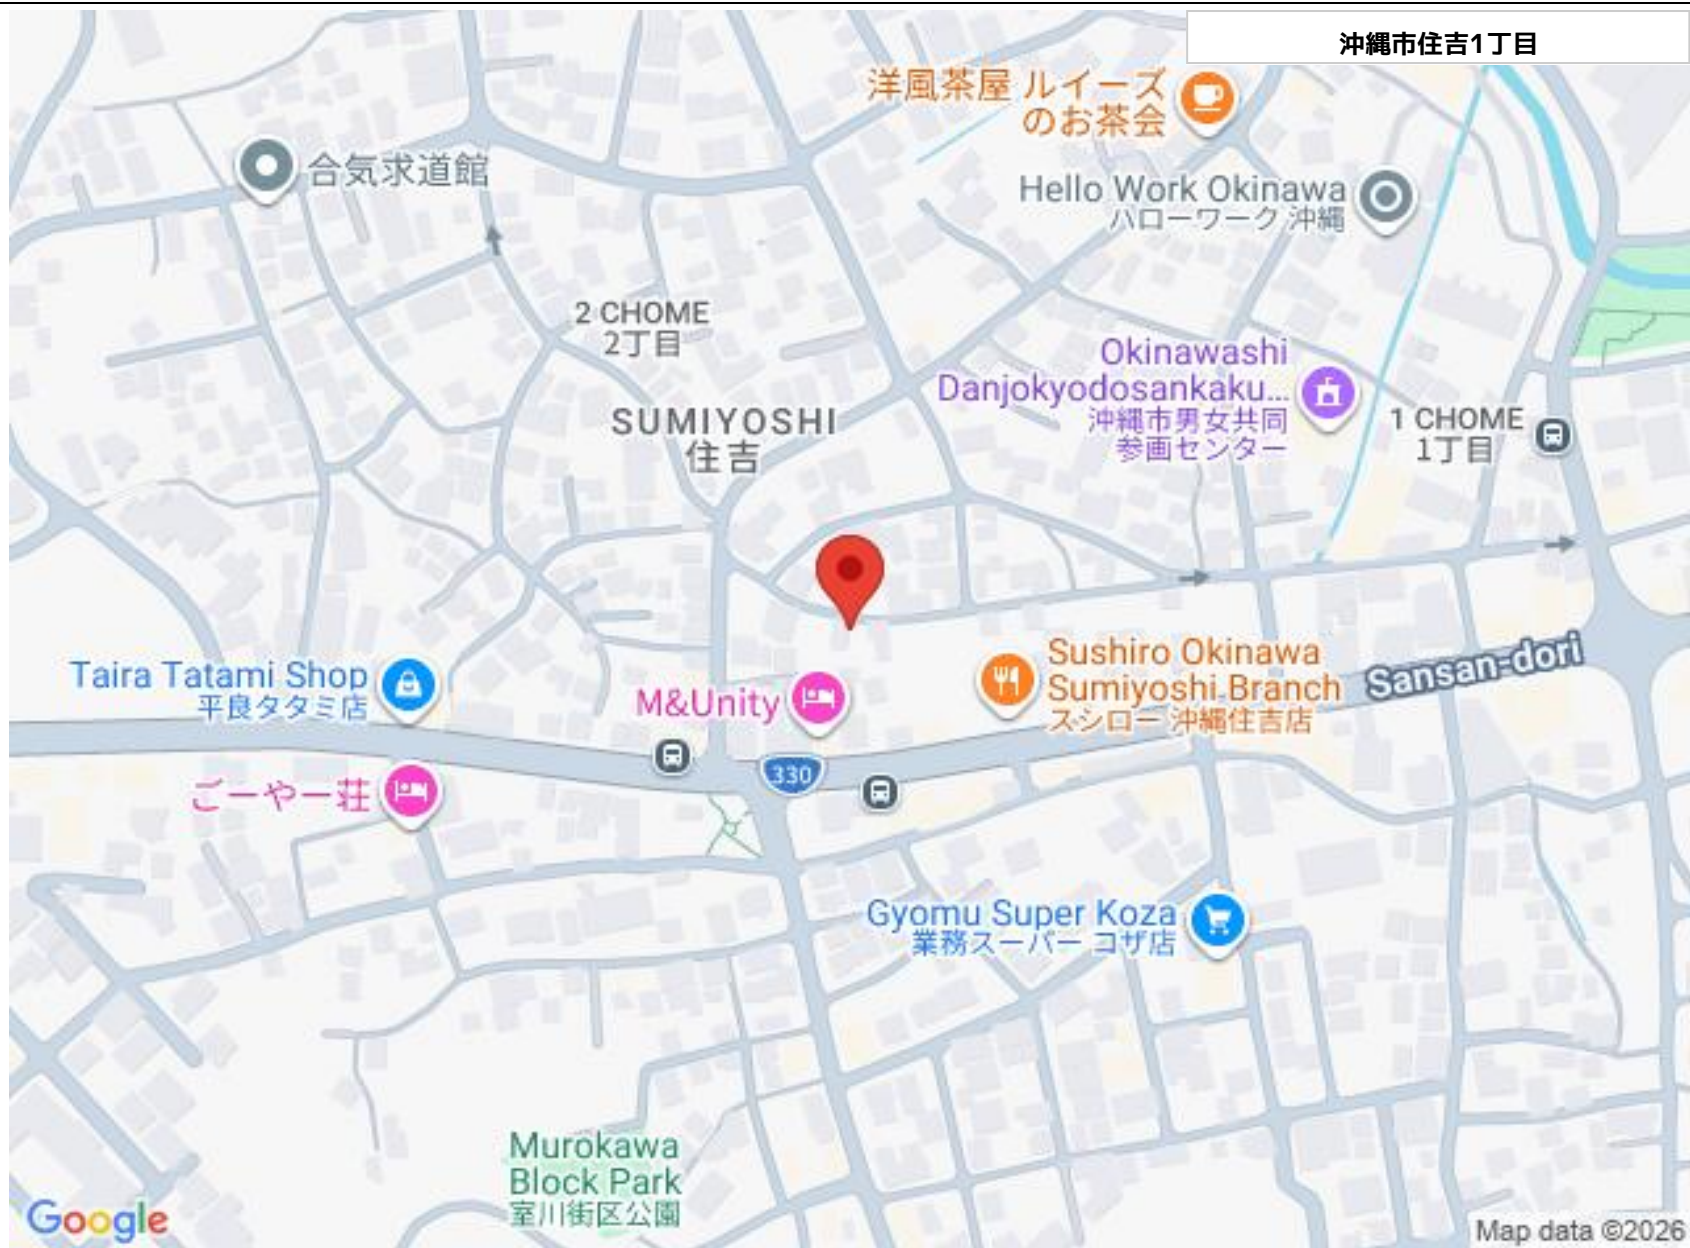 沖縄市住吉1丁目
洋風茶屋 ルイーズ
のお茶会
合気求道館
Hello Work Okinawa
ハローワーク 沖縄
2 CHOME
2丁目
Okinawashi
Danjokyodosankaku...
沖縄市男女共同
参画センター
1 CHOME
1丁目
SUMIYOSHI
住吉
Taira Tatami Shop
平良タタミ店
M&Unity
Sushiro Okinawa
Sumiyoshi Branch
スシロー 沖縄住吉店
Sansan-dori
330
ごーやー荘
Gyomu Super Koza
業務スーパー コザ店
Murokawa
Block Park
室川街区公園
Google
Map data ©2026